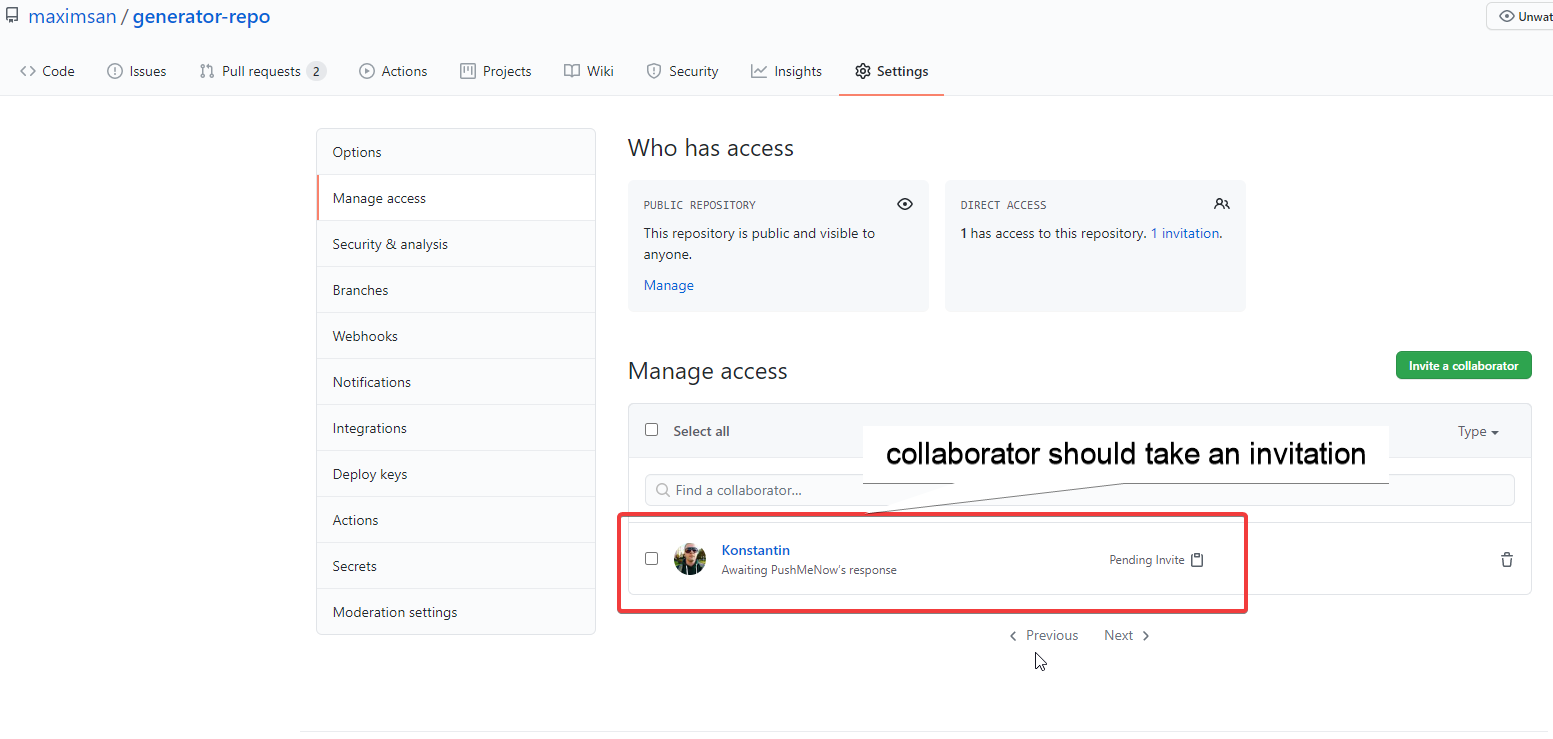 maximsan / generator-repo
Unwat
Code Issues Pull requests 2 Actions Projects Wiki Security Insights Settings
Options
Manage access
Security & analysis
Branches
Webhooks
Notifications
Integrations
Deploy keys
Actions
Secrets
Moderation settings
Who has access
PUBLIC REPOSITORY
This repository is public and visible to
anyone.
Manage
DIRECT ACCESS
1 has access to this repository. 1 invitation.
Manage access
Invite a collaborator
Select all
Type
collaborator should take an invitation
Find a collaborator...
Konstantin
Awaiting PushMeNow's response
Pending Invite
Previous Next